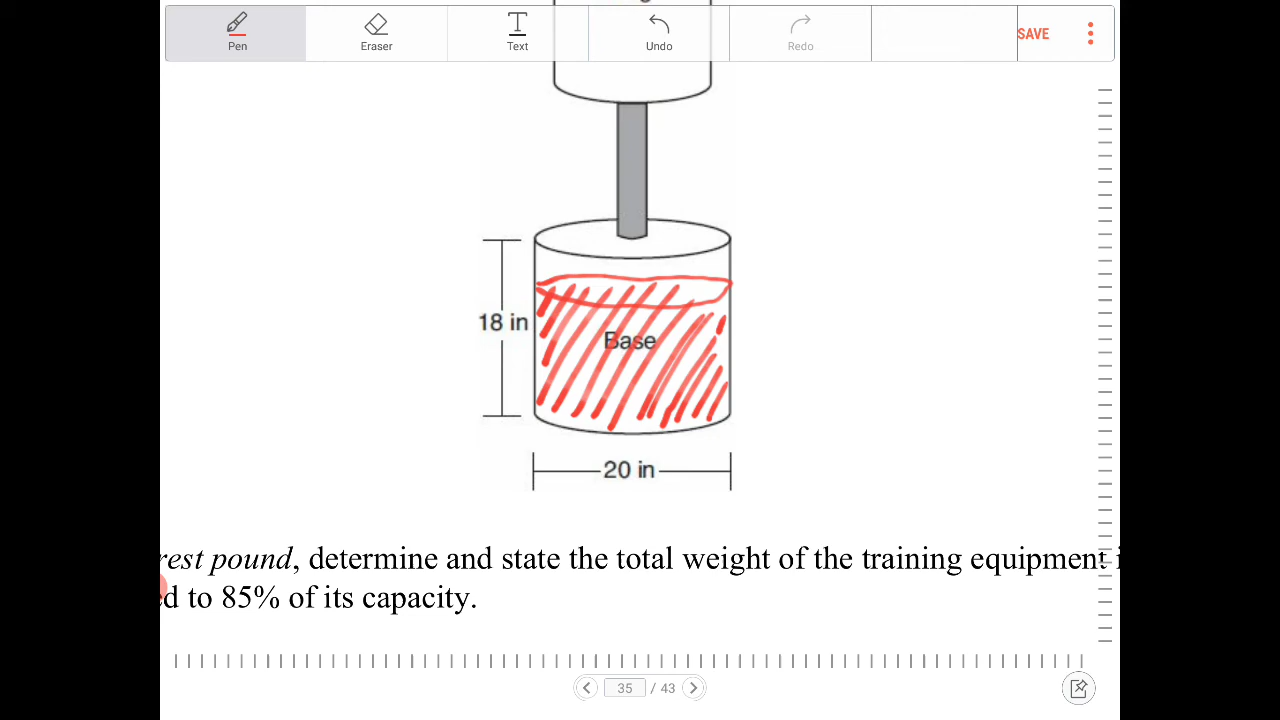 Pen Eraser Text Undo Redo SAVE
18 in
Base
20 in
rest pound, determine and state the total weight of the training equipment
ed to 85% of its capacity.
35 / 43